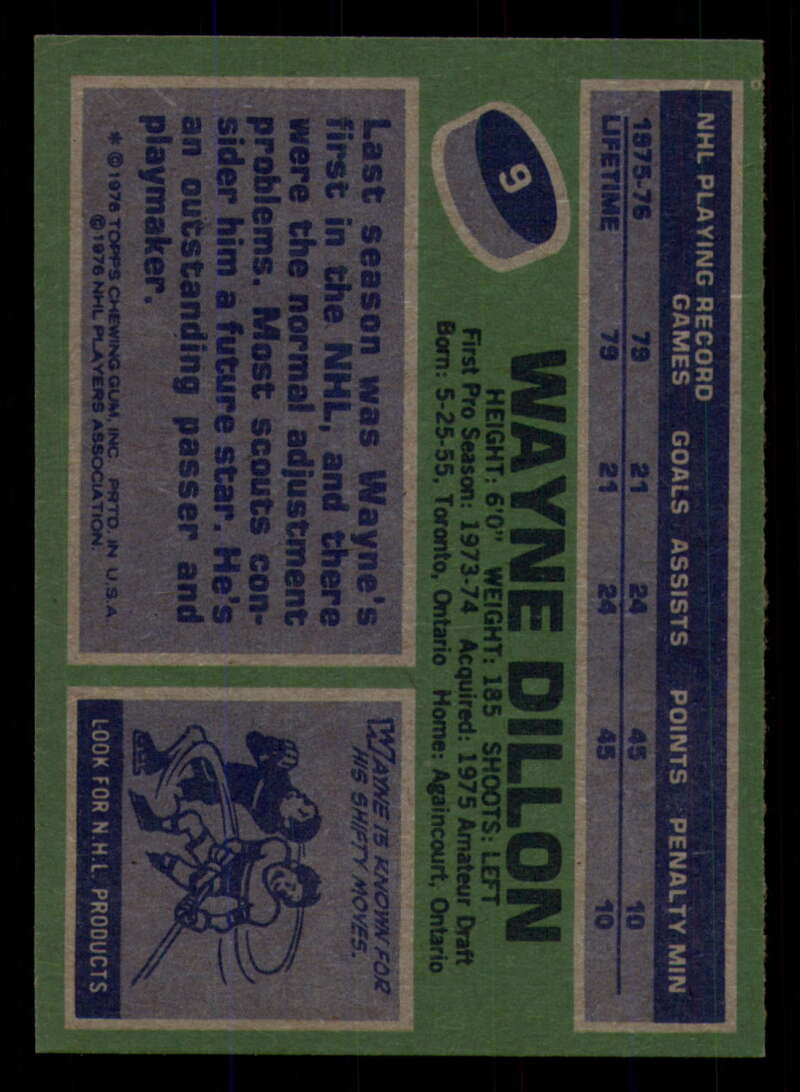 NHL PLAYING RECORD
GAMES GOALS ASSISTS POINTS PENALTY MIN
1975-76 79 21 24 45 10
LIFETIME 79 21 24 45 10
9
WAYNE DILLON
HEIGHT: 6'0" WEIGHT: 185 SHOOTS: LEFT
First Pro Season: 1973-74 Acquired: 1975 Amateur Draft
Born: 5-25-55, Toronto, Ontario Home: Againcourt, Ontario
Last season was Wayne's
first in the NHL, and there
were the normal adjustment
problems. Most scouts con-
sider him a future star. He's
an outstanding passer and
playmaker.
* © 1976 TOPPS CHEWING GUM, INC. PRTD. IN U.S.A
© 1976 NHL PLAYERS ASSOCIATION.
WAYNE IS KNOWN FOR
HIS SHIFTY MOVES.
LOOK FOR N.H.L. PRODUCTS